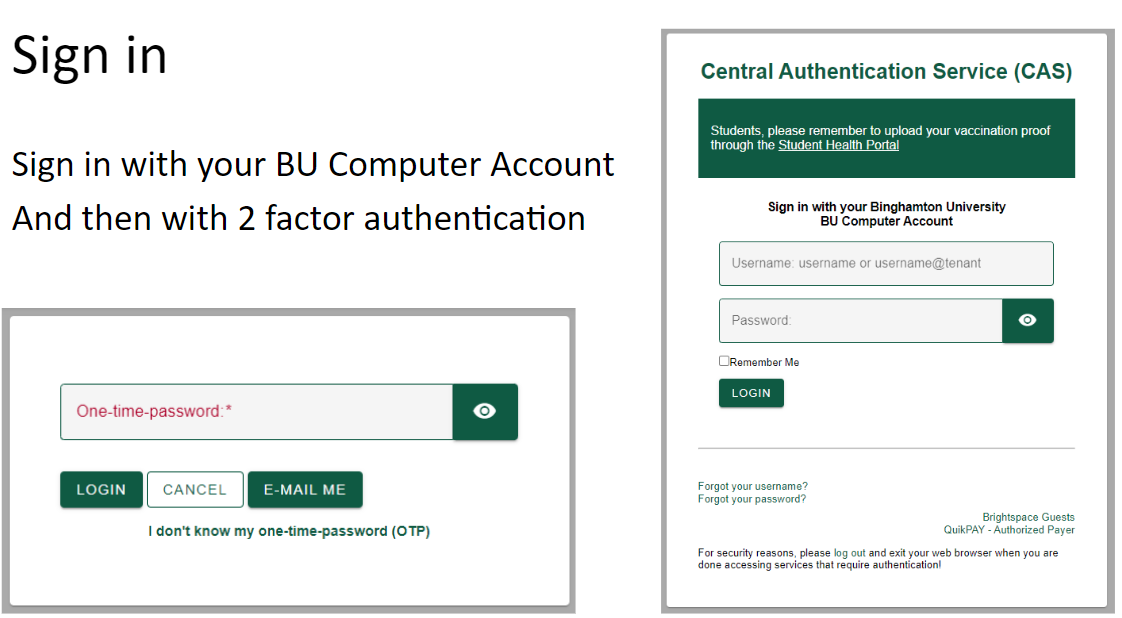 Sign in
Sign in with your BU Computer Account
And then with 2 factor authentication
One-time-password:*
LOGIN CANCEL E-MAIL ME
I don't know my one-time-password (OTP)
Central Authentication Service (CAS)
Students, please remember to upload your vaccination proof
through the Student Health Portal
Sign in with your Binghamton University
BU Computer Account
Username: username or username@tenant
Password:
Remember Me
LOGIN
Forgot your username?
Forgot your password?
Brightspace Guests
QuikPAY - Authorized Payer
For security reasons, please log out and exit your web browser when you are
done accessing services that require authentication!